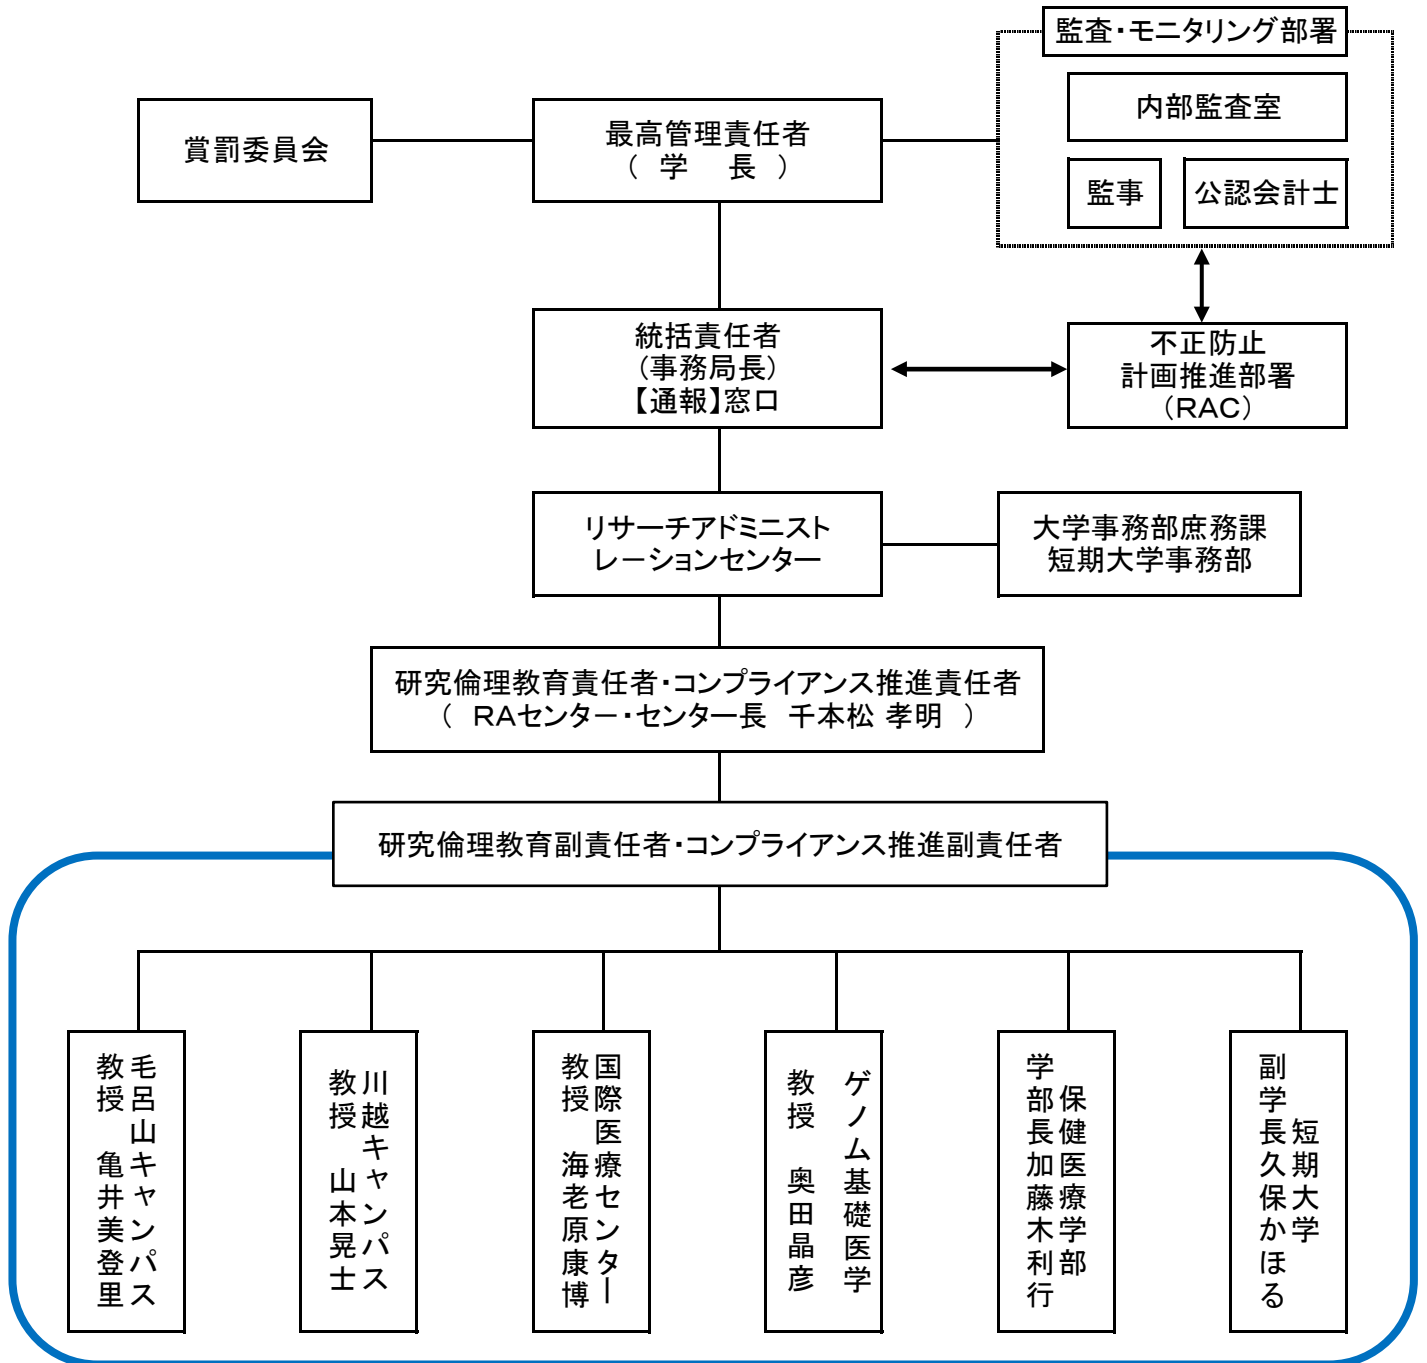 監査・モニタリング部署
内部監査室
監事
公認会計士
賞罰委員会
最高管理責任者
（ 学 長 ）
統括責任者
（事務局長）
【通報】窓口
不正防止
計画推進部署
（RAC）
リサーチアドミニスト
レーションセンター
大学事務部庶務課
短期大学事務部
研究倫理教育責任者・コンプライアンス推進責任者
（ RAセンター・センター長 千本松 孝明 ）
研究倫理教育副責任者・コンプライアンス推進副責任者
毛呂山キャンパス
教授 亀井美登里
川越キャンパス
教授 山本晃士
国際医療センター
教授 海老原康博
ゲノム基礎医学
教授 奥田晶彦
保健医療学部
学部長加藤木利行
短期大学
副学長久保かほる